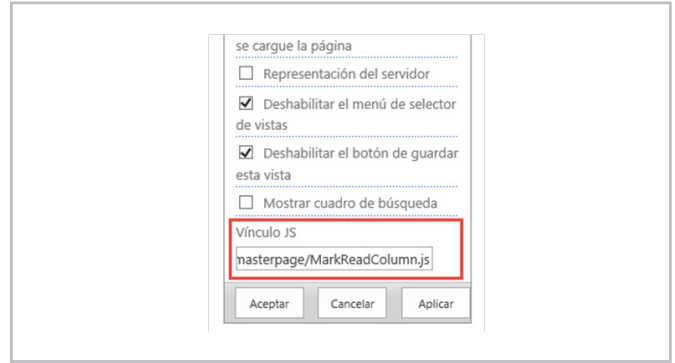 se cargue la página
Representación del servidor
Deshabilitar el menú de selector
de vistas
Deshabilitar el botón de guardar
esta vista
Mostrar cuadro de búsqueda
Vínculo JS
masterpage/MarkReadColumn.js
Aceptar Cancelar Aplicar